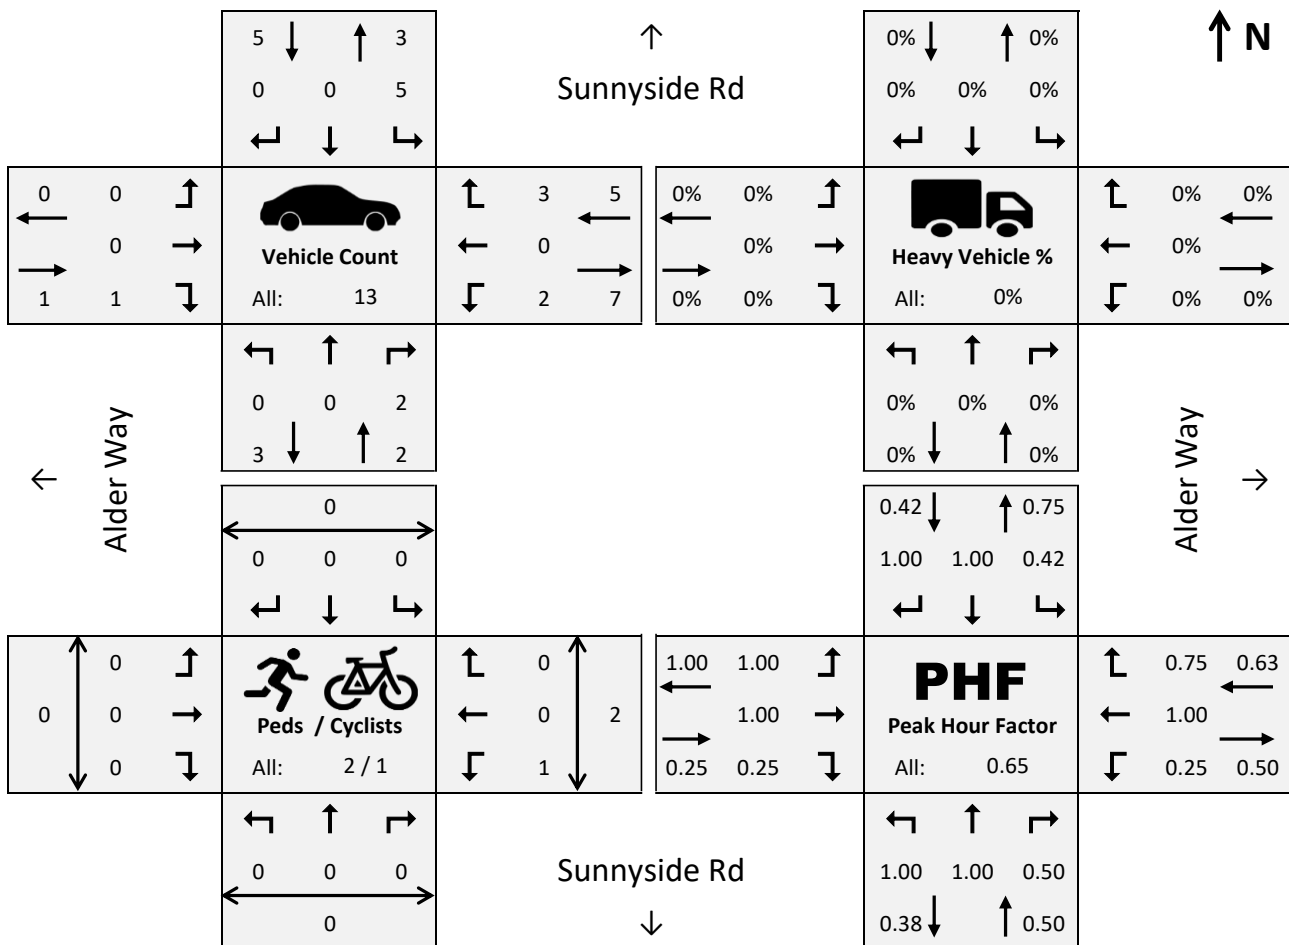 5 3 0% 0% N
Sunnyside Rd
0 0 5 0% 0% 0%
0 0 3 5 0% 0% 0% 0%
0 0 0% 0%
Vehicle Count Heavy Vehicle %
1 1 All: 13 2 7 0% 0% All: 0% 0% 0%
0 0 2 0% 0% 0%
3 2 0% 0%
Alder Way Alder Way
0 0.42 0.75
0 0 0 1.00 1.00 0.42
0 0 1.00 1.00 PHF 0.75 0.63
0 0 0 2 1.00 1.00
Peds / Cyclists Peak Hour Factor
0 All: 2 / 1 1 0.25 0.25 All: 0.65 0.25 0.50
0 0 0 1.00 1.00 0.50
Sunnyside Rd
0 0.38 0.50